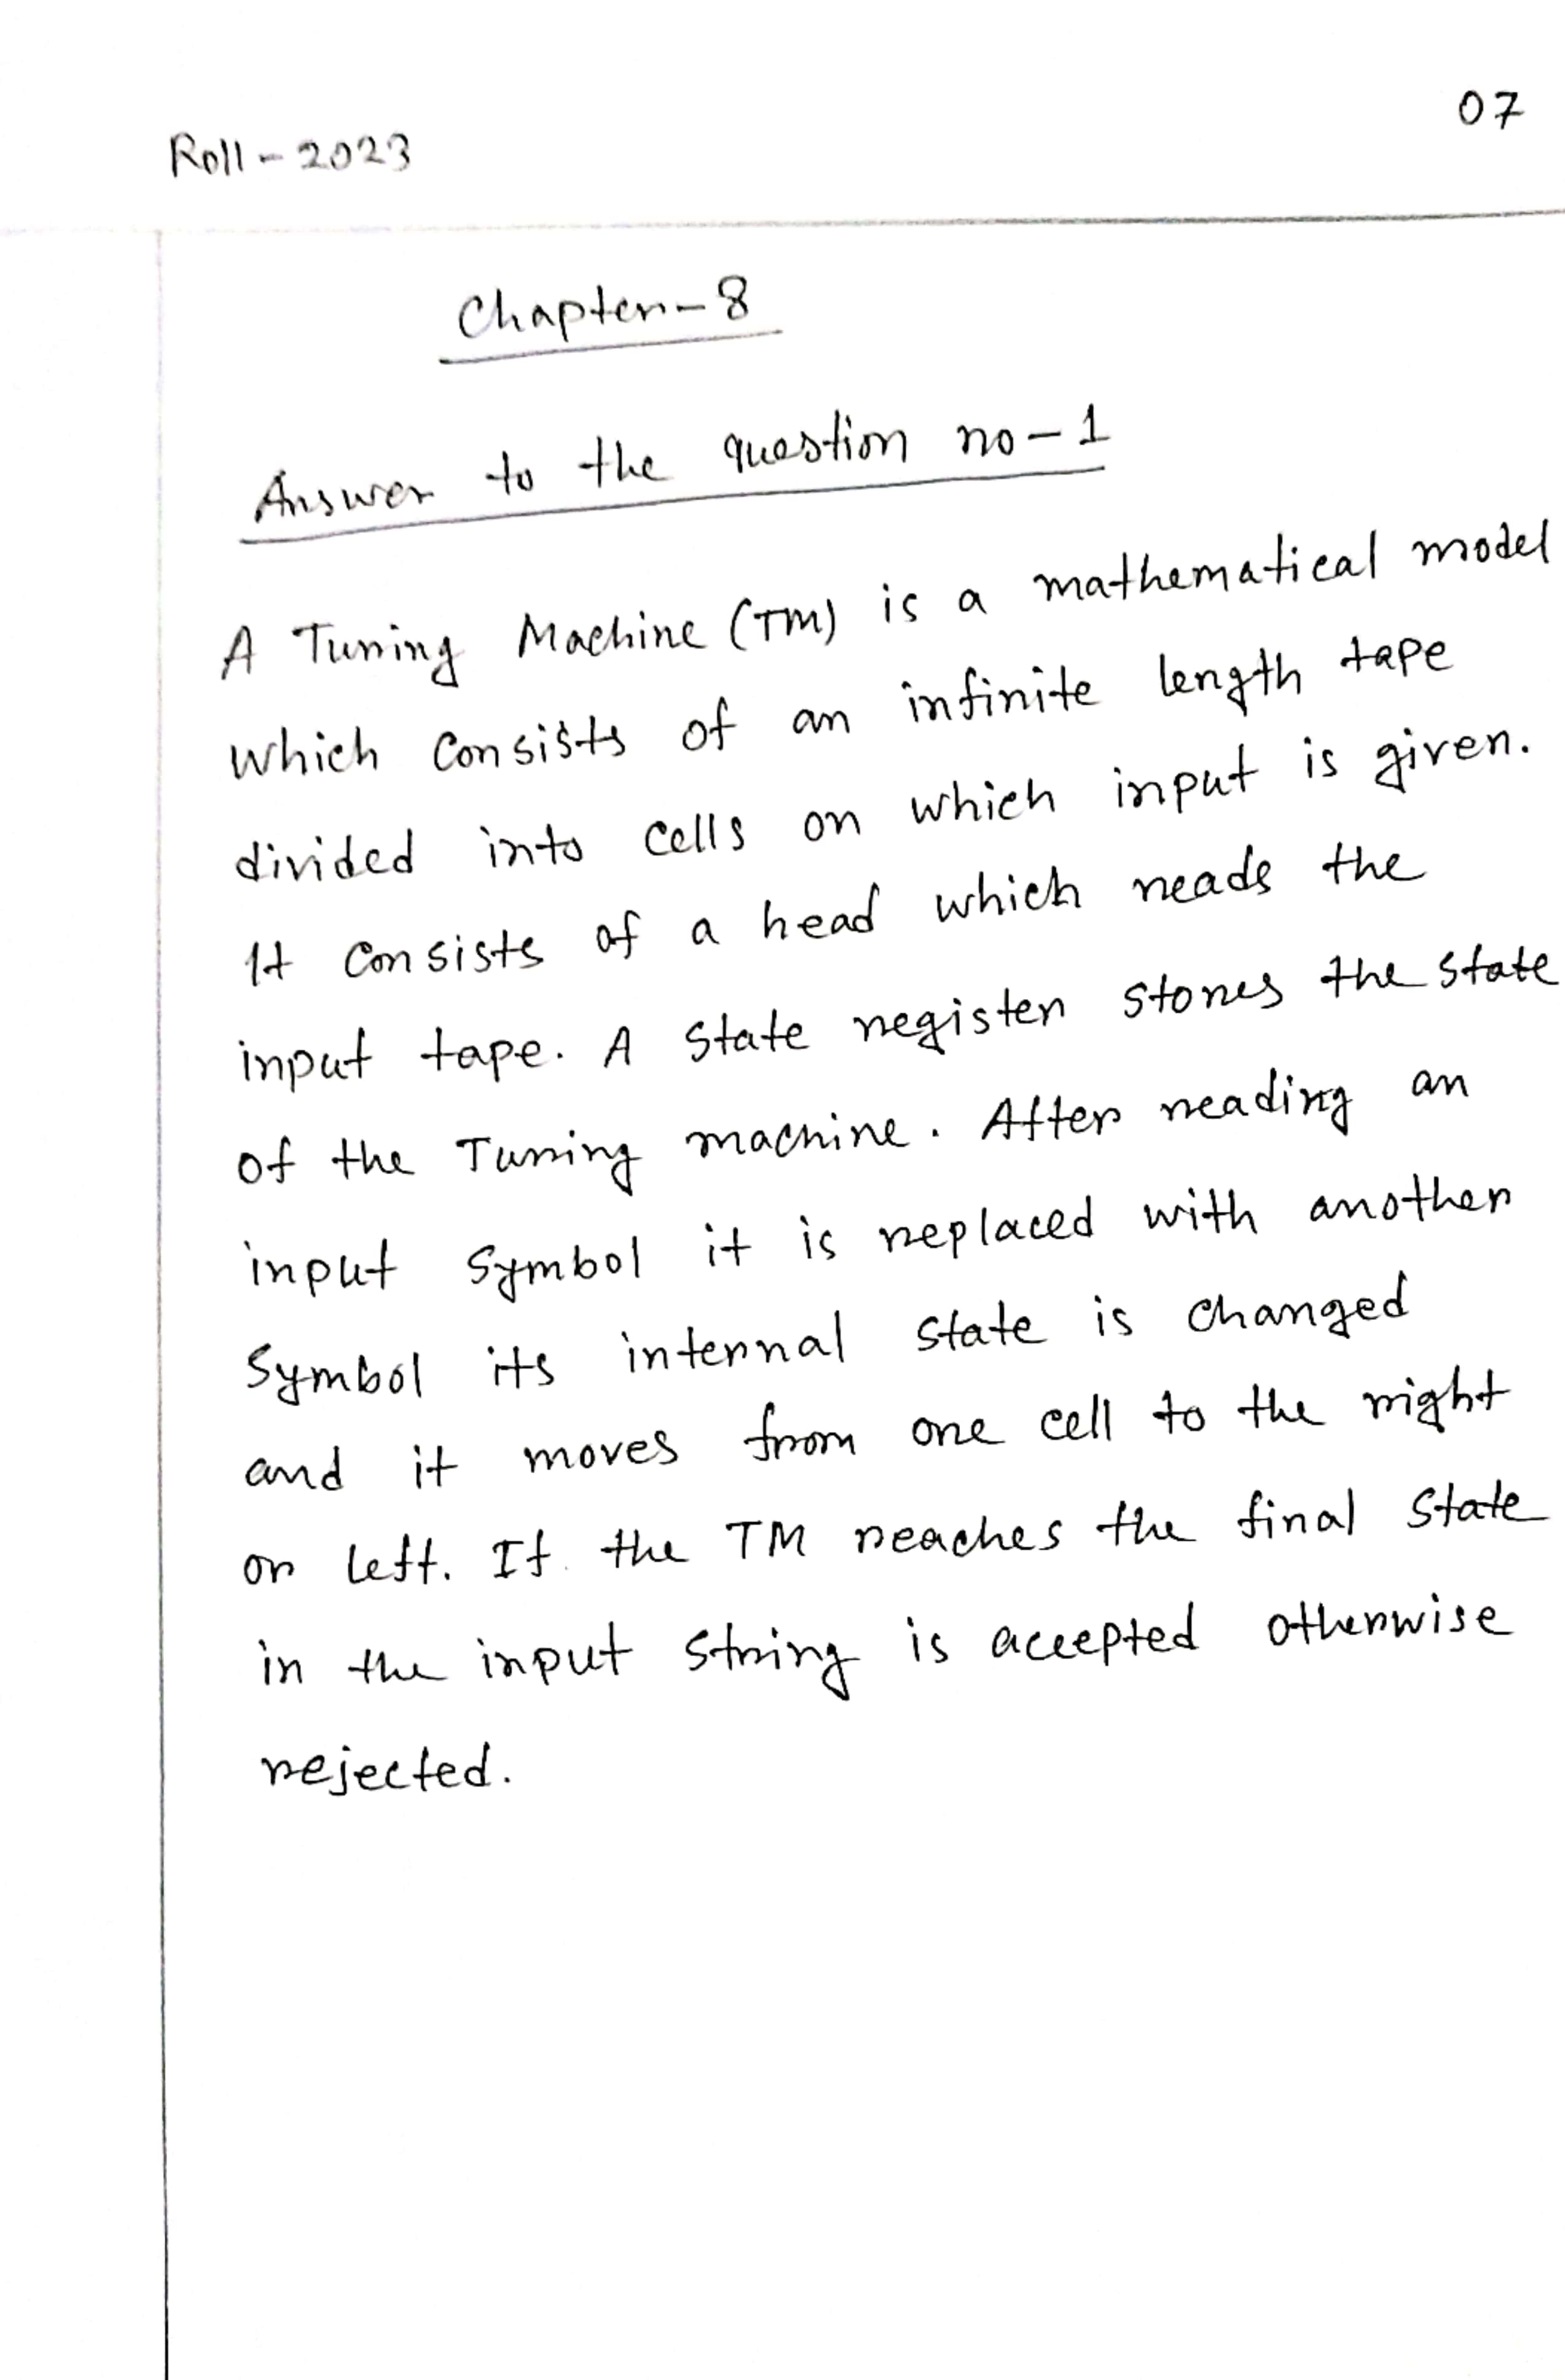 07
Roll - 2023
Chapter-8
Answer to the question no-1
A Turing Machine (TM) is a mathematical model
which consists of an infinite length tape
divided into cells on which input is given.
It consists of a head which reads the
input tape. A state register stores the state
of the Turing machine. After reading an
input symbol it is replaced with another
symbol its internal state is changed
and it moves from one cell to the right
or left. If the TM reaches the final state
in the input string is accepted otherwise
rejected.